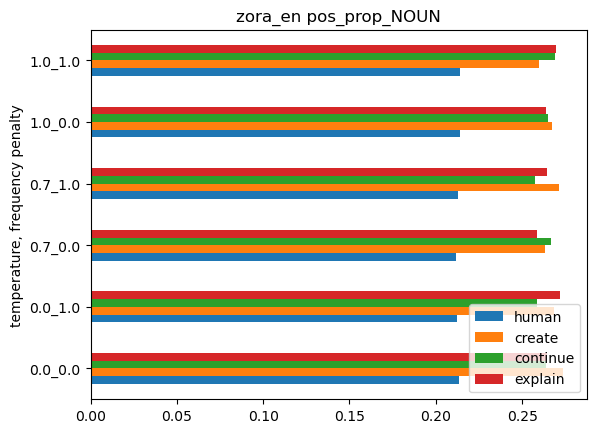 zora_en pos_prop_NOUN
temperature, frequency penalty
1.0_1.0
1.0_0.0
0.7_1.0
0.7_0.0
0.0_1.0
0.0_0.0
human
create
continue
explain
0.00 0.05 0.10 0.15 0.20 0.25